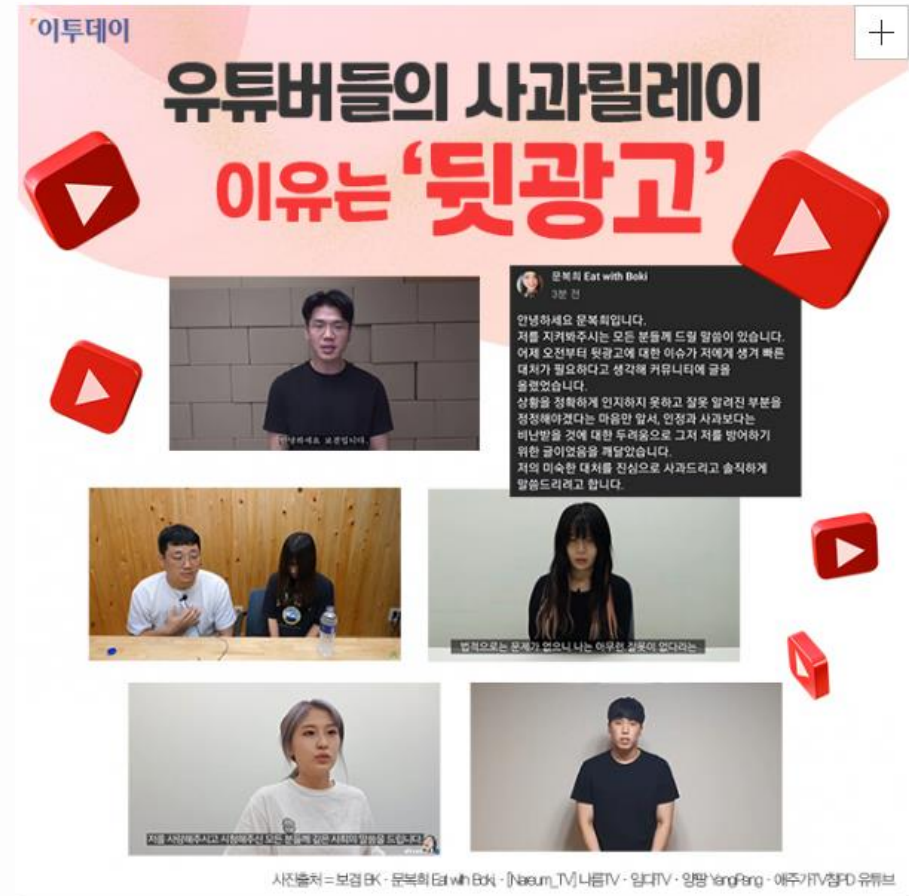 이투데이
유튜버들의 사과릴레이
이유는 '뒷광고'
문복희 Eat with Boki
3분 전
안녕하세요 문복희입니다.
저를 지켜봐주시는 모든 분들께 드릴 말씀이 있습니다.
어제 오전부터 뒷광고에 대한 이슈가 저에게 생겨 빠른
대처가 필요하다고 생각해 커뮤니티에 글을
올렸었습니다.
상황을 정확하게 인지하지 못하고 잘못 알려진 부분을
정정해야겠다는 마음만 앞서, 인정과 사과보다는
비난받을 것에 대한 두려움으로 그저 저를 방어하기
위한 글이었음을 깨달았습니다.
저의 미숙한 대처를 진심으로 사과드리고 솔직하게
말씀드리려고 합니다.
안녕하세요 보겸입니다.
법적으로는 문제가 없으니 나는 아무런 잘못이 없다라는
저를 사랑해주시고 시청해주신 모든 분들께 깊은 사죄의 말씀을 드립니다
사진출처 = 보겸 BK · 문복희 Eat with Boki · [Nareum_TV] 나름TV · 임다TV · 양팡 YangPang · 애주가TV참PD 유튜브